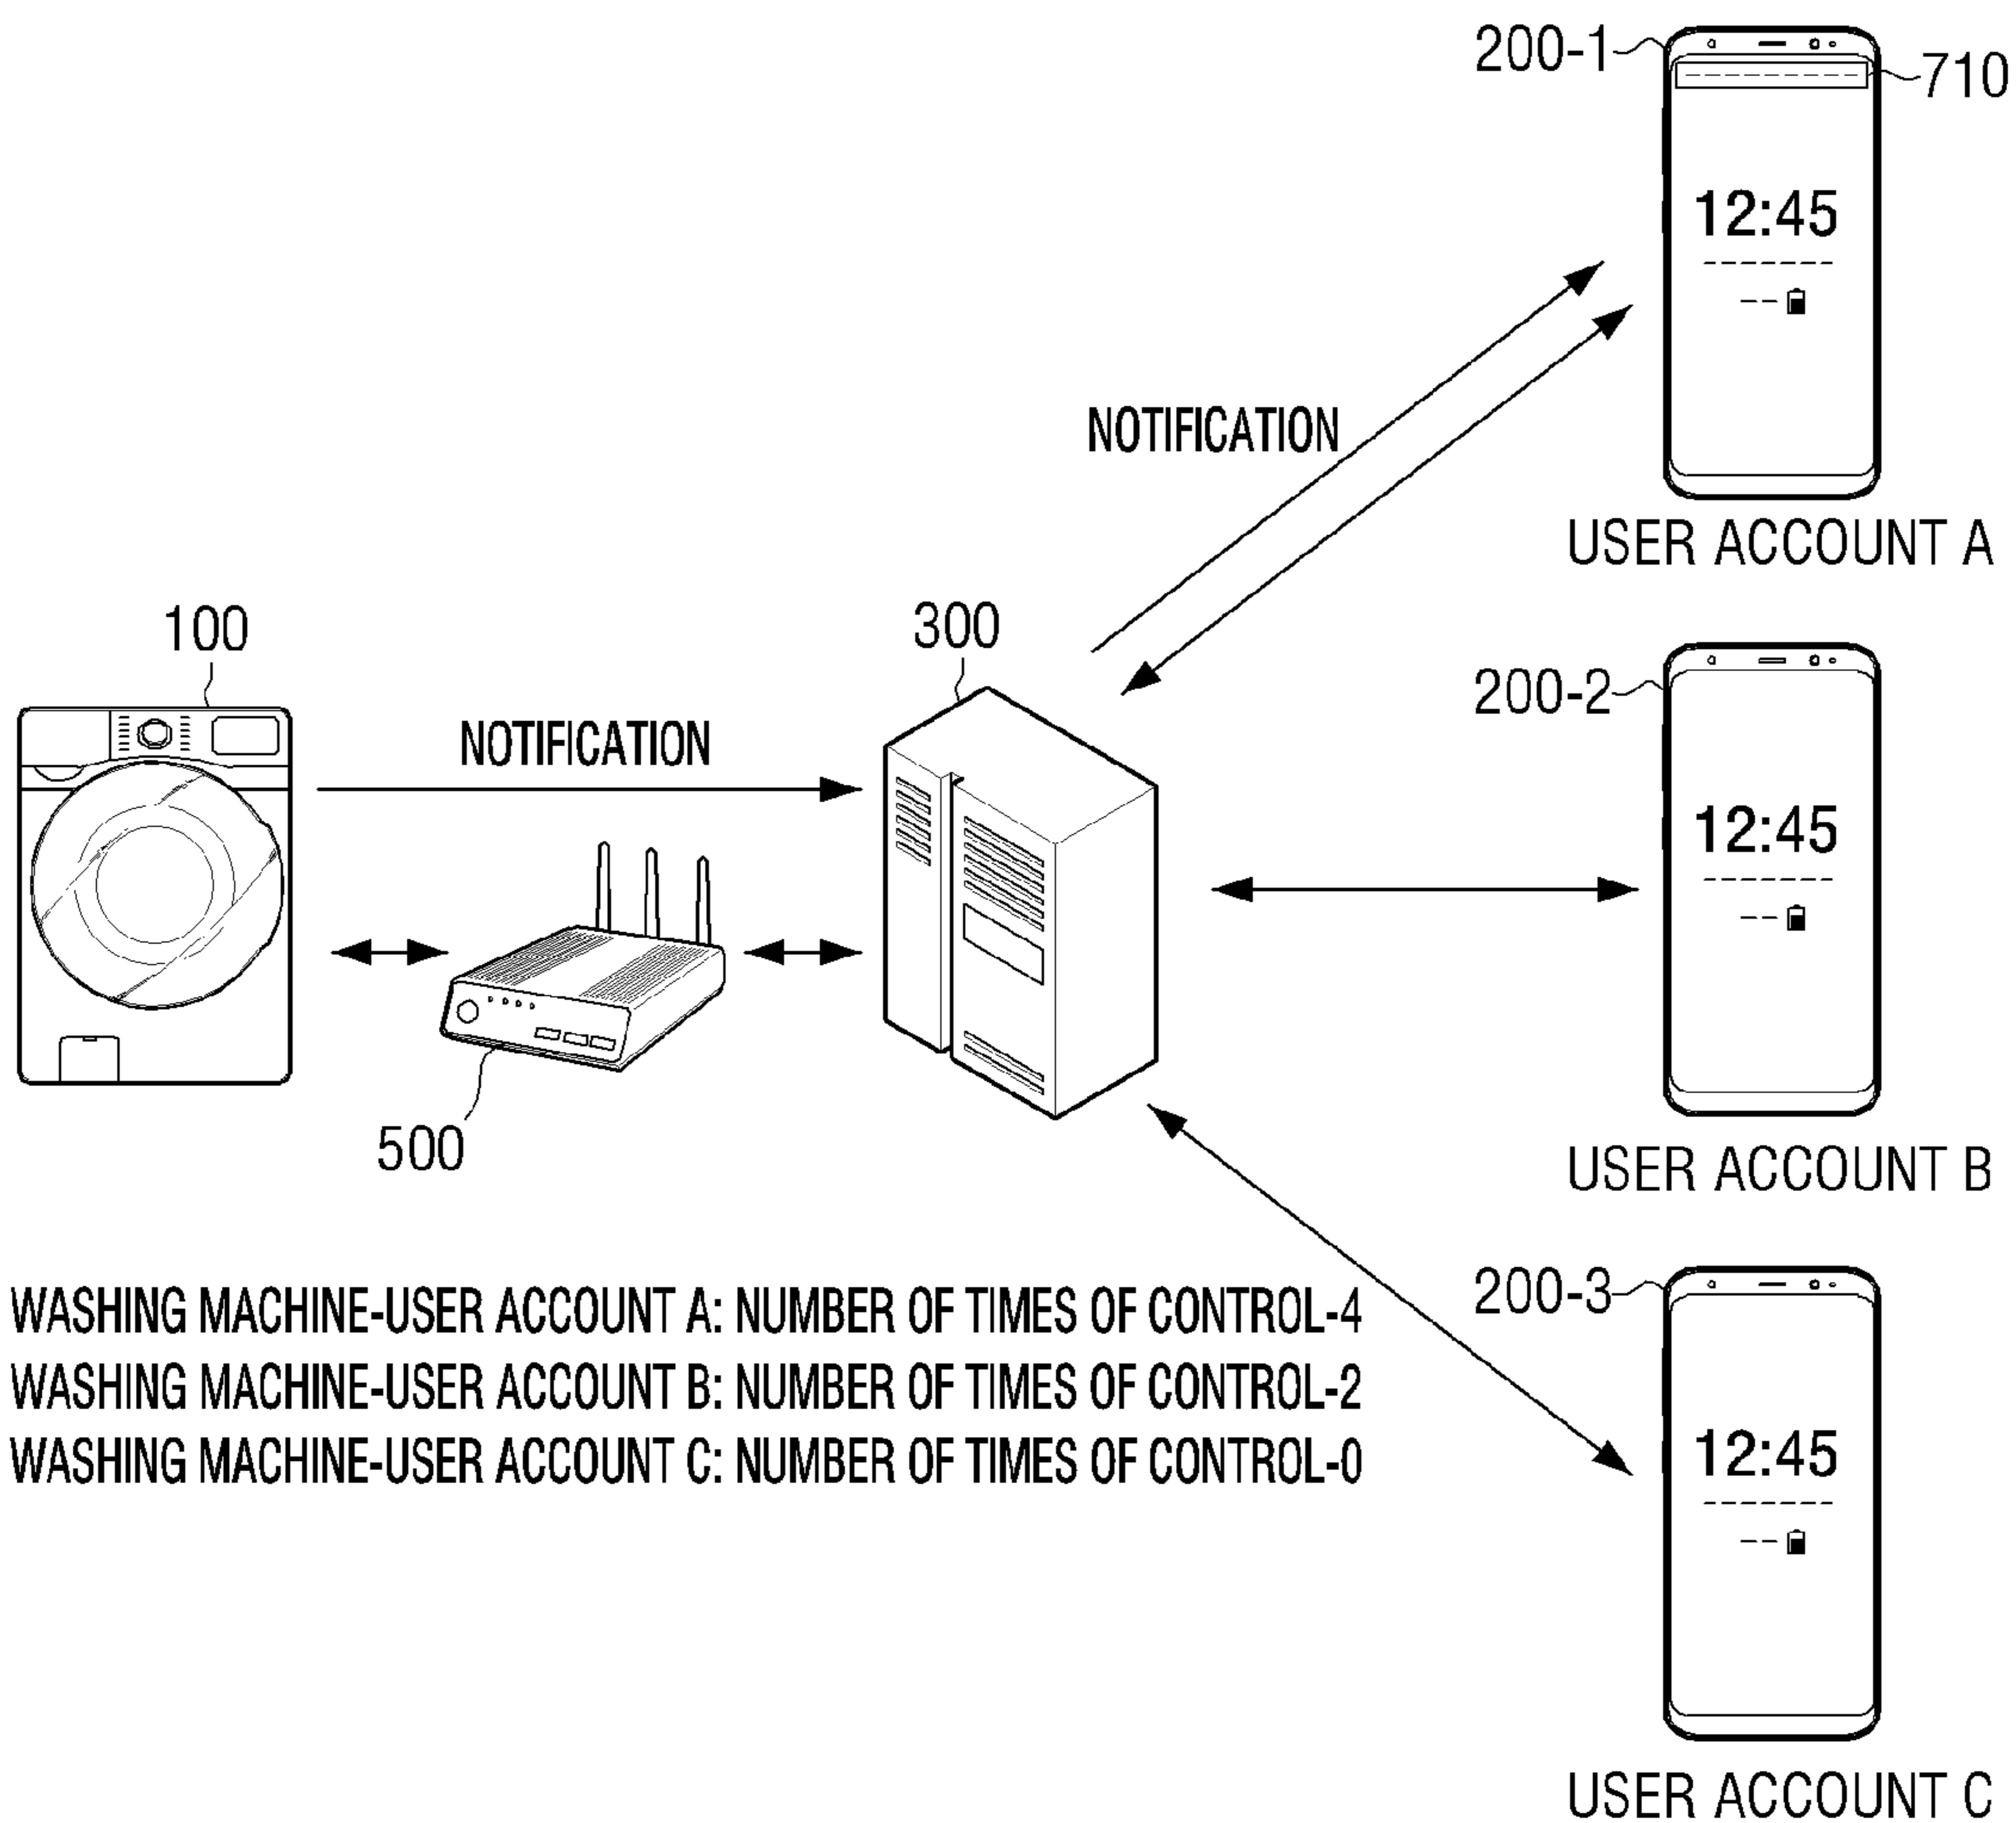 200-1
710
12:45
NOTIFICATION
USER ACCOUNT A
100
300
200-2
NOTIFICATION
12:45
500
USER ACCOUNT B
200-3
WASHING MACHINE-USER ACCOUNT A: NUMBER OF TIMES OF CONTROL-4
WASHING MACHINE-USER ACCOUNT B: NUMBER OF TIMES OF CONTROL-2
WASHING MACHINE-USER ACCOUNT C: NUMBER OF TIMES OF CONTROL-0
12:45
USER ACCOUNT C